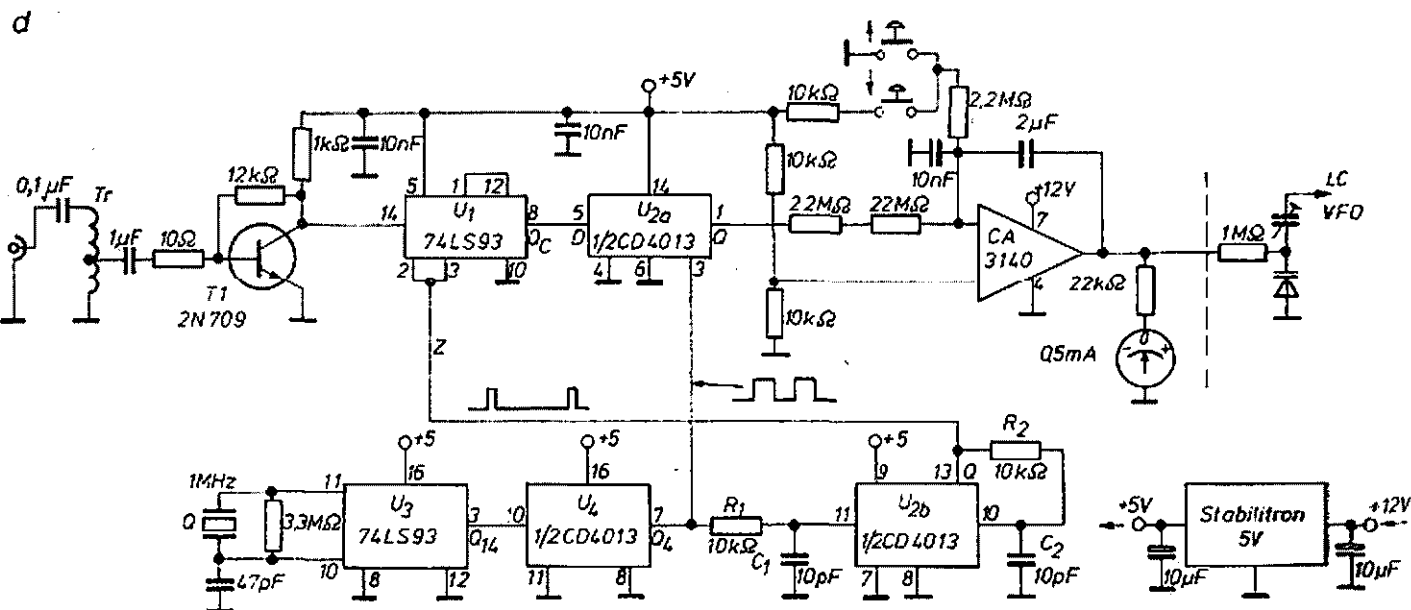 d
+5V
10kΩ
2,2MΩ
2µF
1kΩ
10nF
10nF
12kΩ
10kΩ
10nF
+12V
7
LC
VFO
0,1µF
Tr
5
1
12
14
1µF
10Ω
14
U1
74LS93
8
QC
5
D
U2a
1/2CD4013
1
Q
2,2MΩ
22MΩ
CA
3140
4
1MΩ
2
3
10
4
6
3
22kΩ
T1
2N709
10kΩ
Z
0,5mA
- +
+5
+5
+5
R2
10kΩ
1MHz
Q
11
16
16
9
13
Q
3,3MΩ
U3
74LS93
3
Q14
10
U4
1/2CD4013
7
Q4
R1
10kΩ
11
U2b
1/2CD4013
10
+5V
Stabilitron
5V
+12V
10
47pF
8
12
11
8
C1
10pF
7
8
C2
10pF
10µF
10µF